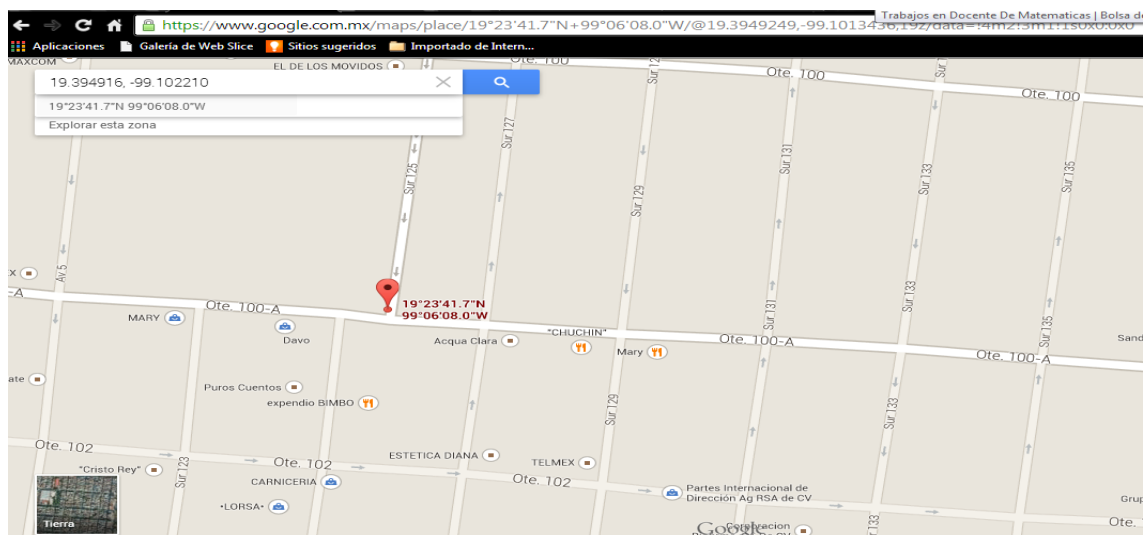 Trabajos en Docente De Matematicas | Bolsa de
https://www.google.com.mx/maps/place/19°23'41.7"N+99°06'08.0"W/@19.3949249,-99.1013436,19z/data=!4m2!3m1!1s0x0:0x0
Aplicaciones Galería de Web Slice Sitios sugeridos Importado de Intern...
MAXCOM
EL DE LOS MOVIDOS
Ote. 100
Ote. 100
Ote. 100
19.394916, -99.102210
19°23'41.7"N 99°06'08.0"W
Explorar esta zona
Sur 127
Sur 125
Sur 129
Sur 131
Sur 133
Sur 135
Av 5
19°23'41.7"N
99°06'08.0"W
Ote. 100-A
MARY
Davo
Acqua Clara
"CHUCHIN"
Mary
Sur 131
Sur 133
Sur 135
Ote. 100-A
Ote. 100-A
Puros Cuentos
expendio BIMBO
Sur 129
Sur 133
Ote. 102
"Cristo Rey"
Sur 123
Ote. 102
CARNICERIA
•LORSA•
ESTETICA DIANA
TELMEX
Ote. 102
Partes Internacional de
Dirección Ag RSA de CV
Google
Tierra
Ote.